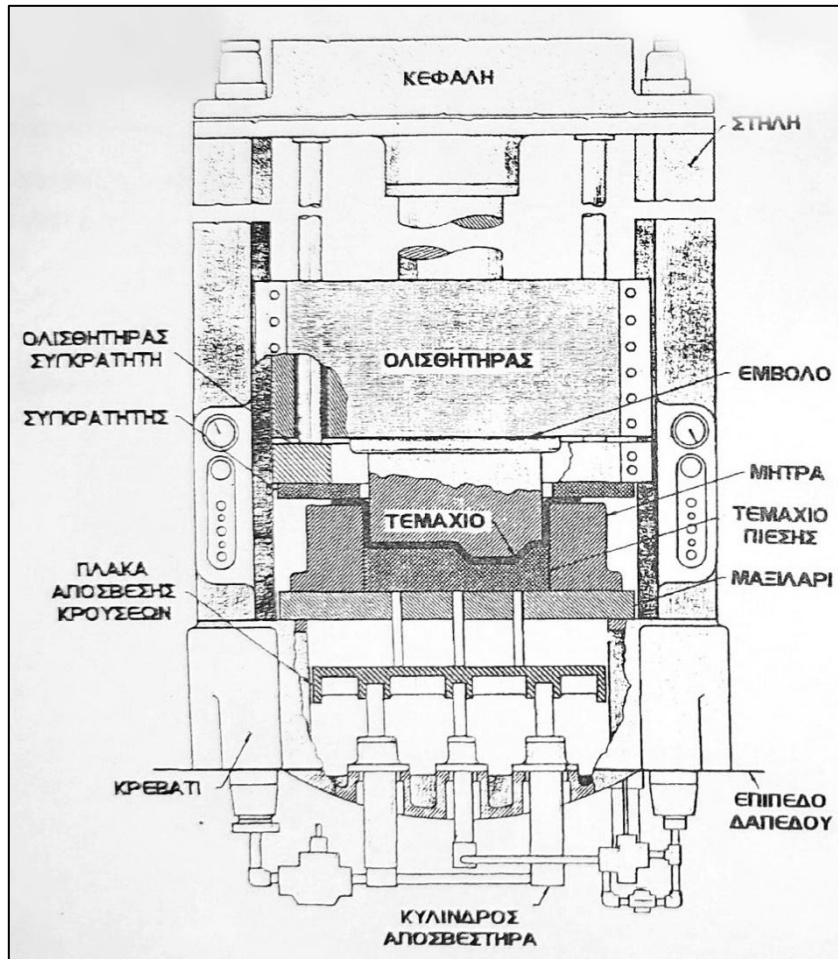 ΚΕΦΑΛΗ
ΣΤΗΛΗ
ΟΛΙΣΘΗΤΗΡΑΣ
ΣΥΓΚΡΑΤΗΤΗ
ΟΛΙΣΘΗΤΗΡΑΣ
ΕΜΒΟΛΟ
ΣΥΓΚΡΑΤΗΤΗΣ
ΜΗΤΡΑ
ΤΕΜΑΧΙΟ
ΤΕΜΑΧΙΟ
ΠΙΕΣΗΣ
ΜΑΞΙΛΑΡΙ
ΠΛΑΚΑ
ΑΠΟΣΒΕΣΗΣ
ΚΡΟΥΣΕΩΝ
ΚΡΕΒΑΤΙ
ΕΠΙΠΕΔΟ
ΔΑΠΕΔΟΥ
ΚΥΛΙΝΔΡΟΣ
ΑΠΟΣΒΕΣΤΗΡΑ